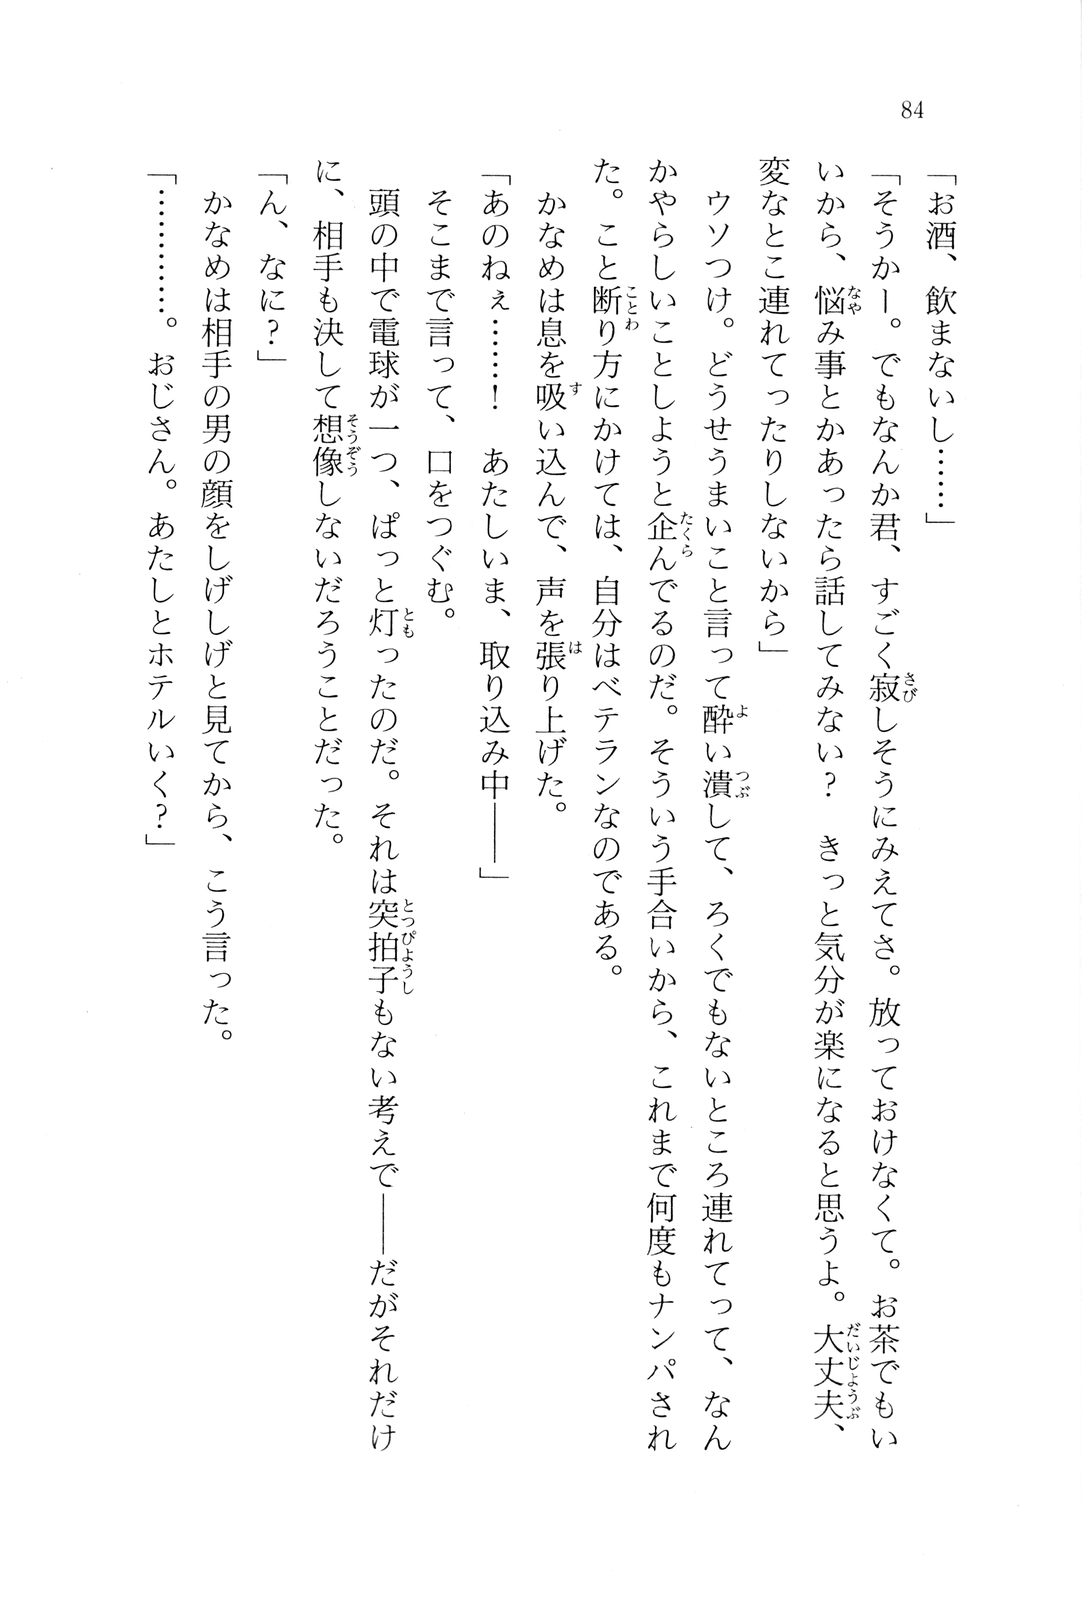 84
「お酒、飲まないし……」
「そうかー。でもなんか君、すごく寂しそうにみえてさ。放っておけなくて。お茶でもい
いから、悩み事とかあったら話してみない？　きっと気分が楽になると思うよ。大丈夫、
変なとこ連れてったりしないから」
　ウソつけ。どうせうまいこと言って酔い潰して、ろくでもないところ連れてって、なん
かやらしいことしようと企んでるのだ。そういう手合いから、これまで何度もナンパされ
た。こと断り方にかけては、自分はベテランなのである。
　かなめは息を吸い込んで、声を張り上げた。
「あのねぇ……！　あたしいま、取り込み中――」
　そこまで言って、口をつぐむ。
　頭の中で電球が一つ、ぱっと灯ったのだ。それは突拍子もない考えで――だがそれだけ
に、相手も決して想像しないだろうことだった。
「ん、なに？」
　かなめは相手の男の顔をしげしげと見てから、こう言った。
「…………。おじさん。あたしとホテルいく？」